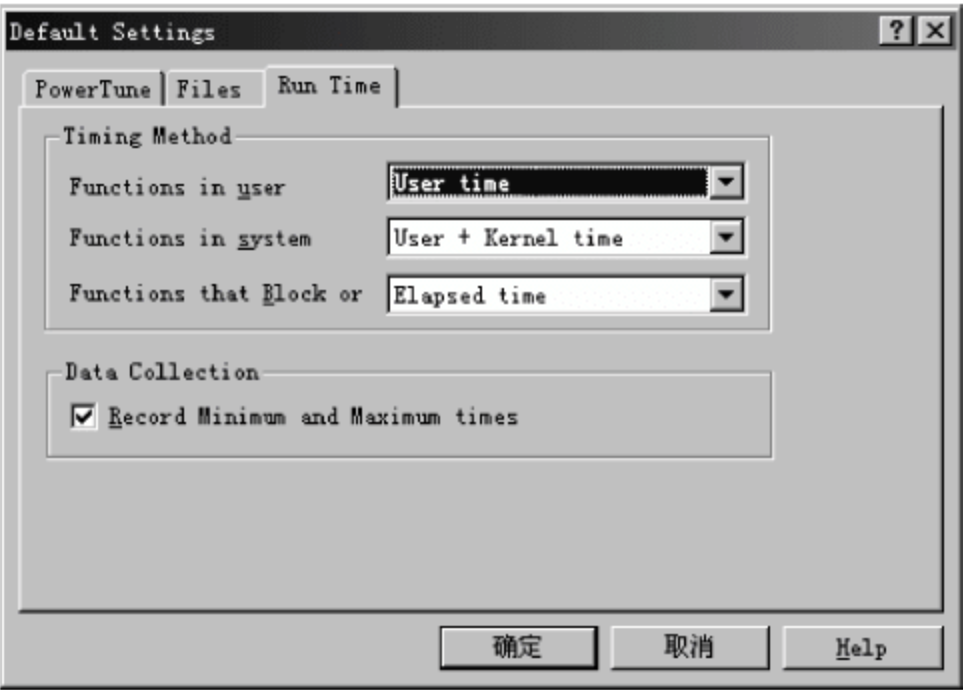 Default Settings
PowerTune Files Run Time
Timing Method
Functions in user User time
Functions in system User + Kernel time
Functions that Block or Elapsed time
Data Collection
Record Minimum and Maximum times
确定 取消 Help